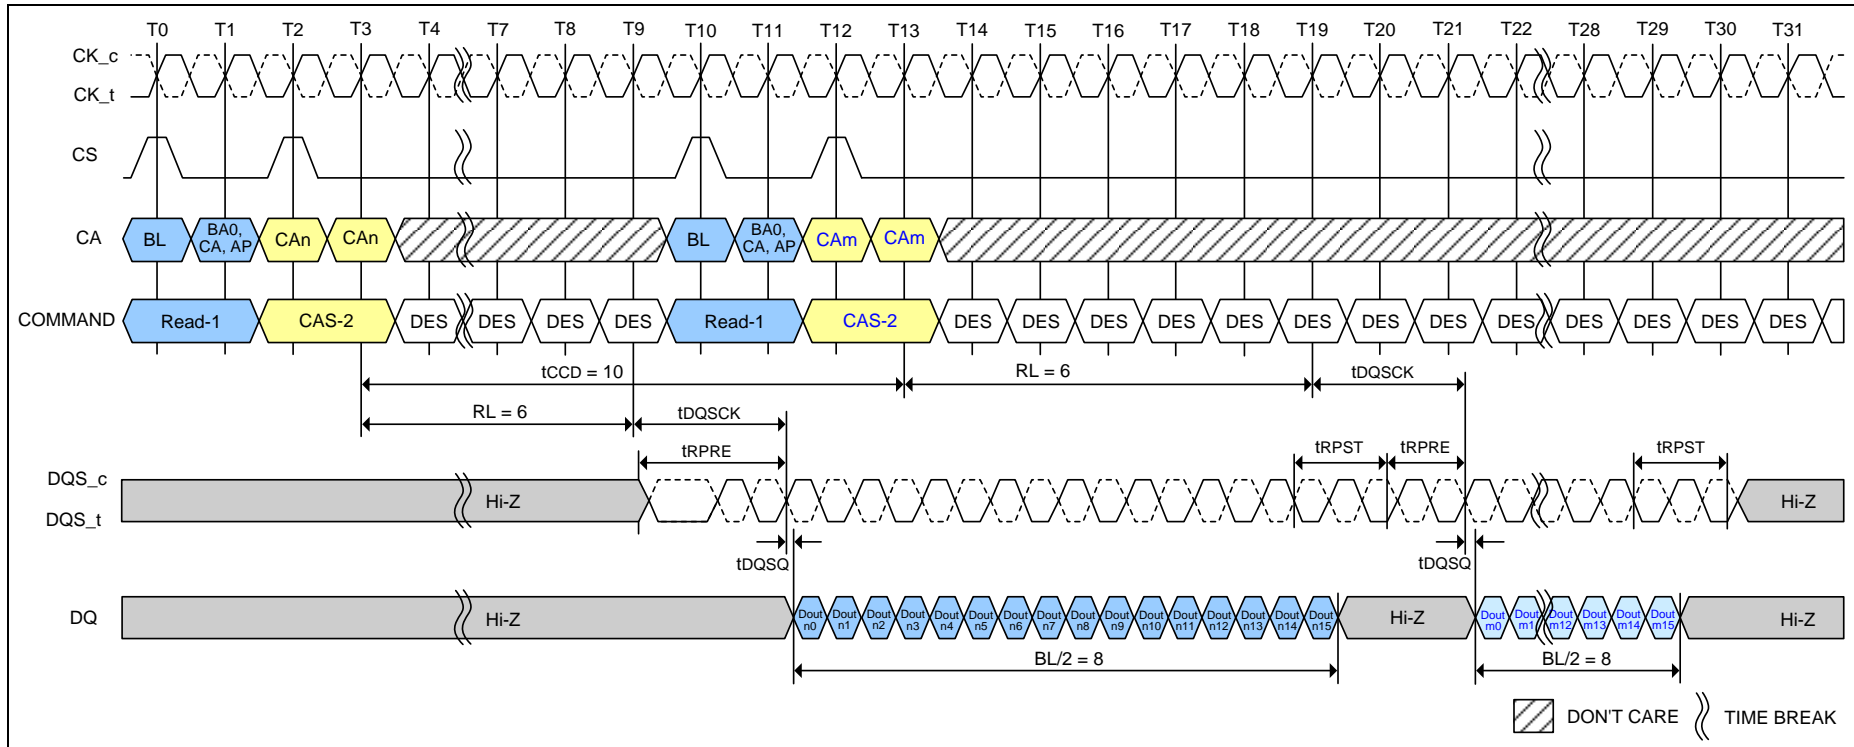 T0 T1 T2 T3 T4 T7 T8 T9 T10 T11 T12 T13 T14 T15 T16 T17 T18 T19 T20 T21 T22 T28 T29 T30 T31
CK_c
CK_t
CS
CA BL BA0, CA, AP CAn CAn BL BA0, CA, AP CAm CAm
COMMAND Read-1 CAS-2 DES DES DES DES Read-1 CAS-2 DES DES DES DES DES DES DES DES DES DES DES DES DES
tCCD = 10 RL = 6 tDQSCK
RL = 6 tDQSCK
tRPRE tRPST tRPRE tRPST
DQS_c
Hi-Z Hi-Z
DQS_t
tDQSQ tDQSQ
DQ Hi-Z Dout n0 Dout n1 Dout n2 Dout n3 Dout n4 Dout n5 Dout n6 Dout n7 Dout n8 Dout n9 Dout n10 Dout n11 Dout n12 Dout n13 Dout n14 Dout n15 Hi-Z Dout m0 Dout m1 Dout m12 Dout m13 Dout m14 Dout m15 Hi-Z
BL/2 = 8 BL/2 = 8
DON'T CARE TIME BREAK